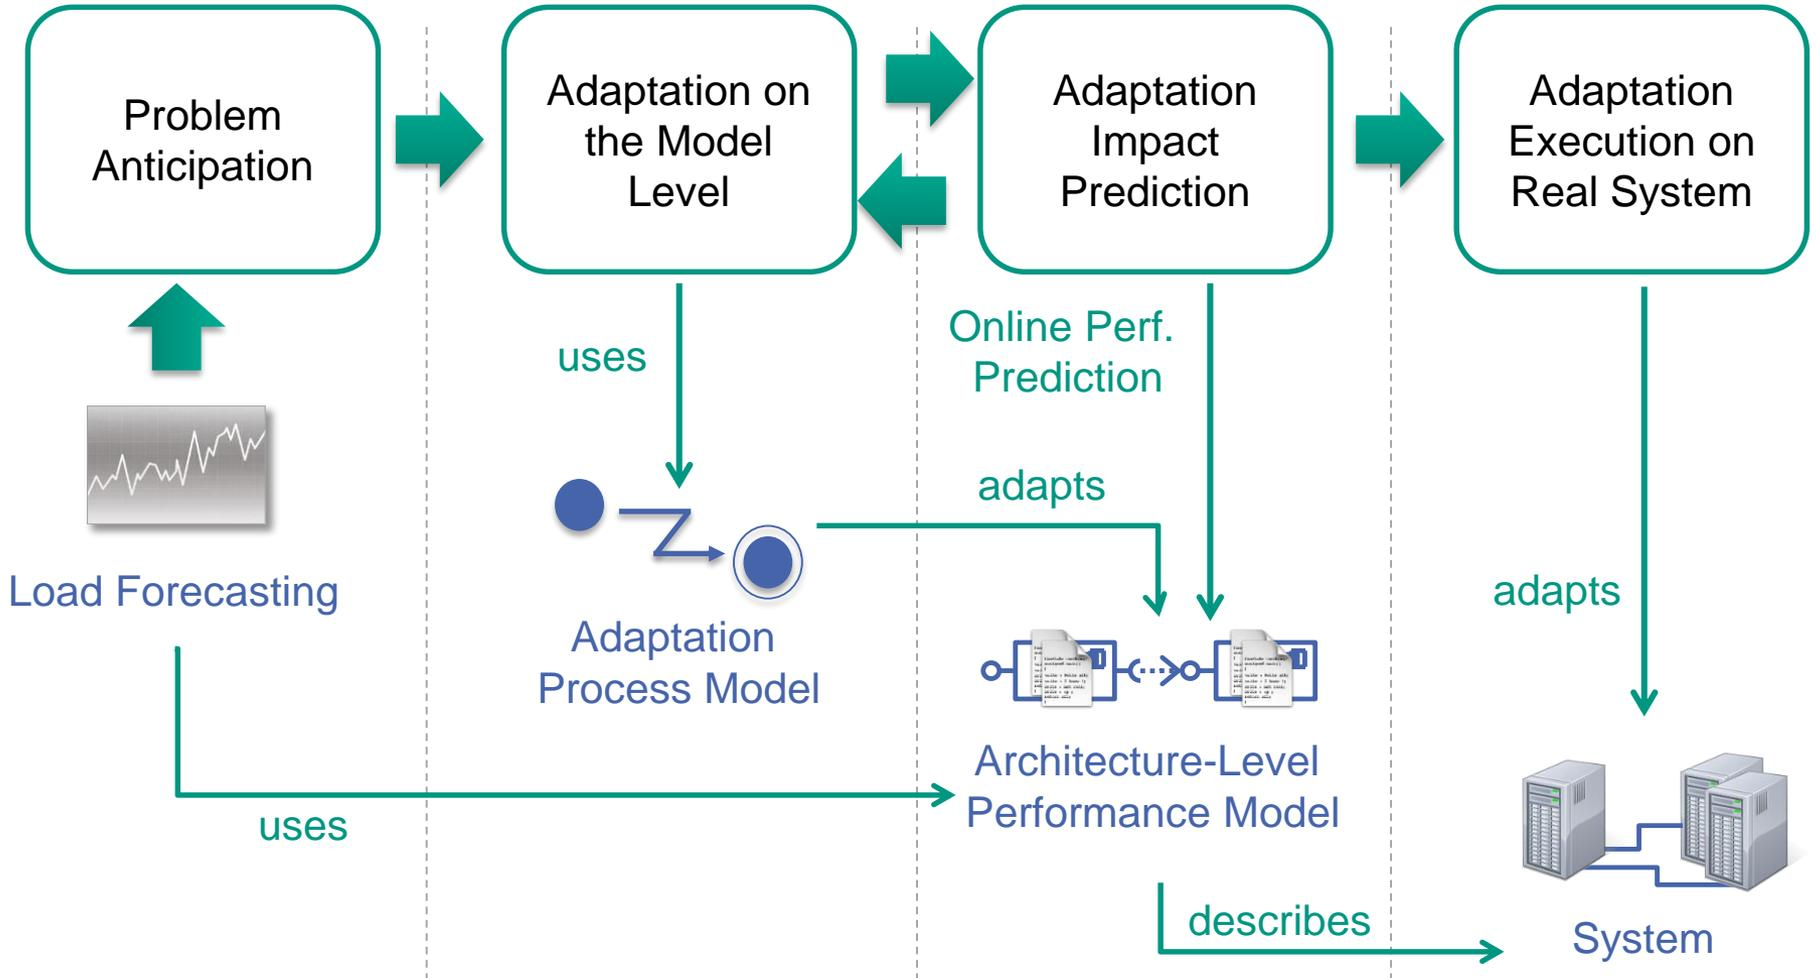 Problem
Anticipation
Adaptation on
the Model
Level
Adaptation
Impact
Prediction
Adaptation
Execution on
Real System
uses
Online Perf.
Prediction
adapts
Load Forecasting
adapts
Adaptation
Process Model
Architecture-Level
Performance Model
uses
describes
System